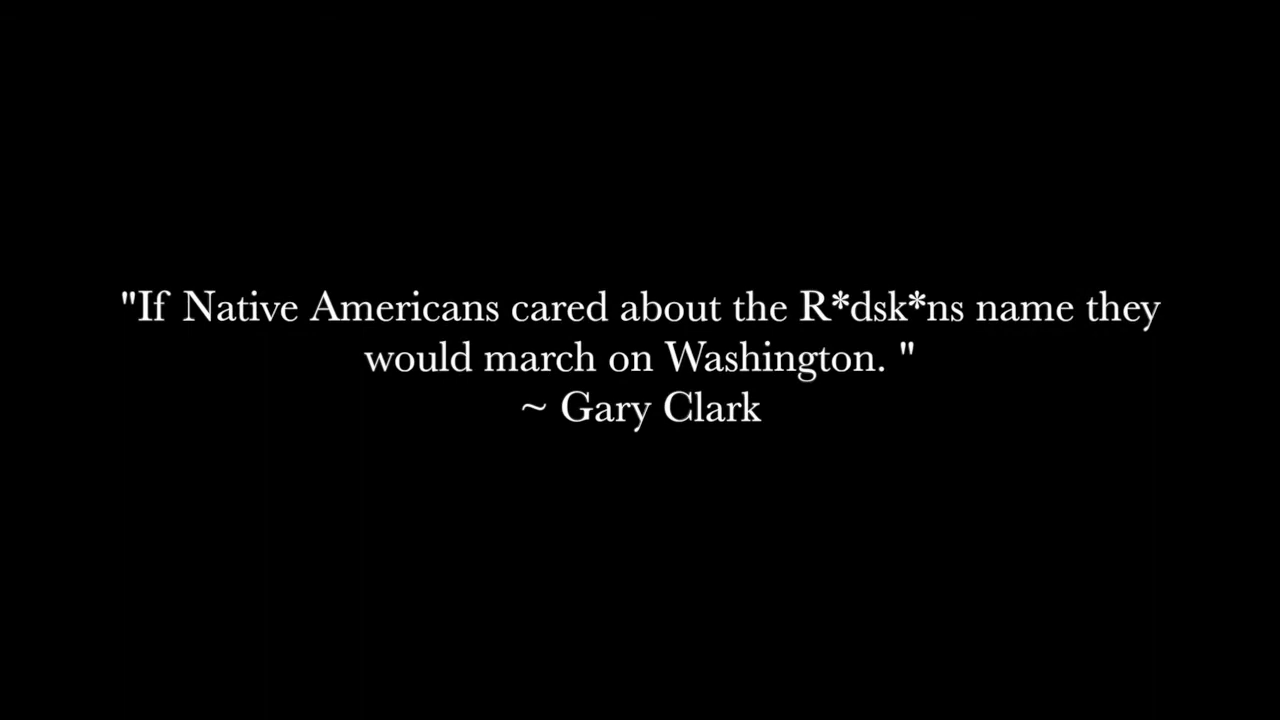 "If Native Americans cared about the R*dsk*ns name they
would march on Washington. "
~ Gary Clark